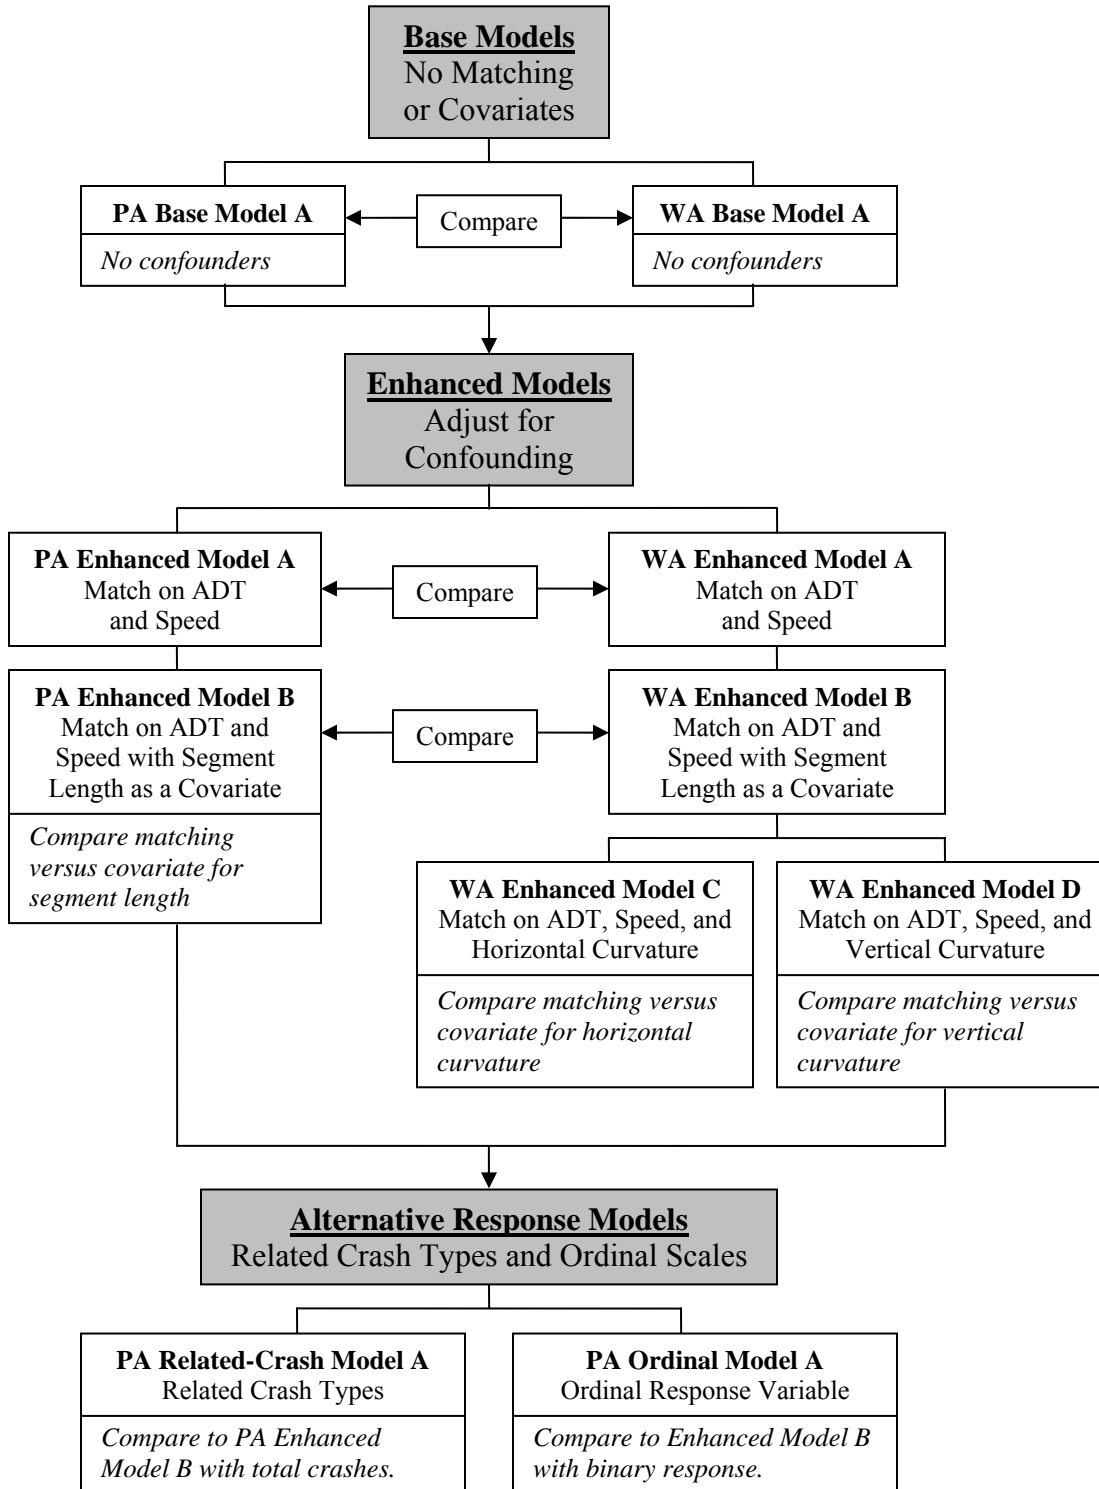 Base Models
No Matching
or Covariates
PA Base Model A
No confounders
Compare
WA Base Model A
No confounders
Enhanced Models
Adjust for
Confounding
PA Enhanced Model A
Match on ADT
and Speed
Compare
WA Enhanced Model A
Match on ADT
and Speed
PA Enhanced Model B
Match on ADT and
Speed with Segment
Length as a Covariate
Compare matching
versus covariate for
segment length
Compare
WA Enhanced Model B
Match on ADT and
Speed with Segment
Length as a Covariate
WA Enhanced Model C
Match on ADT, Speed, and
Horizontal Curvature
Compare matching versus
covariate for horizontal
curvature
WA Enhanced Model D
Match on ADT, Speed, and
Vertical Curvature
Compare matching versus
covariate for vertical
curvature
Alternative Response Models
Related Crash Types and Ordinal Scales
PA Related-Crash Model A
Related Crash Types
Compare to PA Enhanced
Model B with total crashes.
PA Ordinal Model A
Ordinal Response Variable
Compare to Enhanced Model B
with binary response.